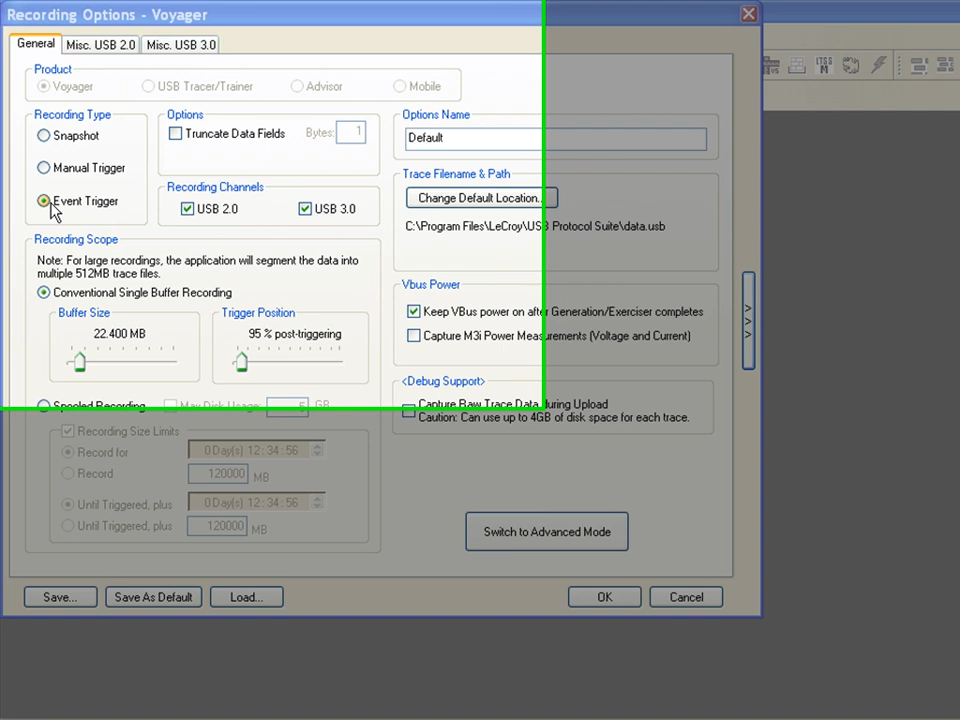 Recording Options - Voyager
General
Misc. USB 2.0
Misc. USB 3.0
Product
Voyager
USB Tracer/Trainer
Advisor
Mobile
Recording Type
Snapshot
Manual Trigger
Event Trigger
Options
Truncate Data Fields
Bytes:
1
Recording Channels
USB 2.0
USB 3.0
Options Name
Default
Trace Filename & Path
Change Default Location...
C:\Program Files\LeCroy\USB Protocol Suite\data.usb
Recording Scope
Note: For large recordings, the application will segment the data into
multiple 512MB trace files.
Conventional Single Buffer Recording
Buffer Size
22.400 MB
Trigger Position
95 % post-triggering
Spooled Recording
Max Disk Usage:
5
GB
Recording Size Limits
Record for
0 Day(s) 12:34:56
Record
120000
MB
Until Triggered, plus
0 Day(s) 12:34:56
Until Triggered, plus
120000
MB
Vbus Power
Keep VBus power on after Generation/Exerciser completes
Capture M3i Power Measurements (Voltage and Current)
<Debug Support>
Capture Raw Trace Data During Upload
Caution: Can use up to 4GB of disk space for each trace.
Switch to Advanced Mode
>
>
>
Save...
Save As Default
Load...
OK
Cancel